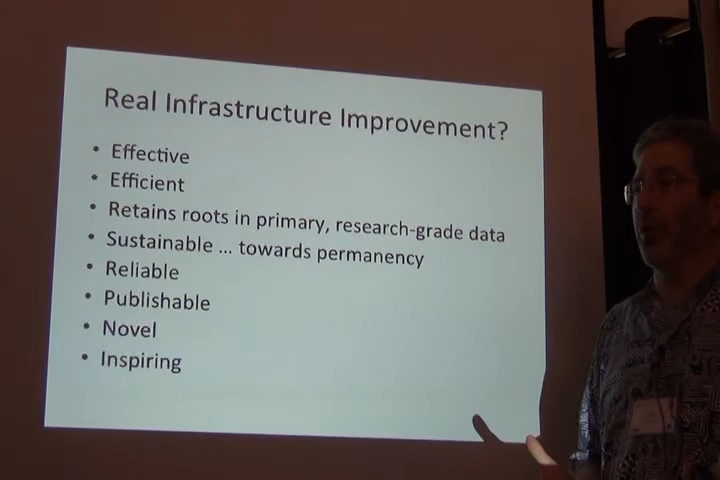 Real Infrastructure Improvement?
• Effective
• Efficient
• Retains roots in primary, research-grade data
• Sustainable ... towards permanency
• Reliable
• Publishable
• Novel
• Inspiring